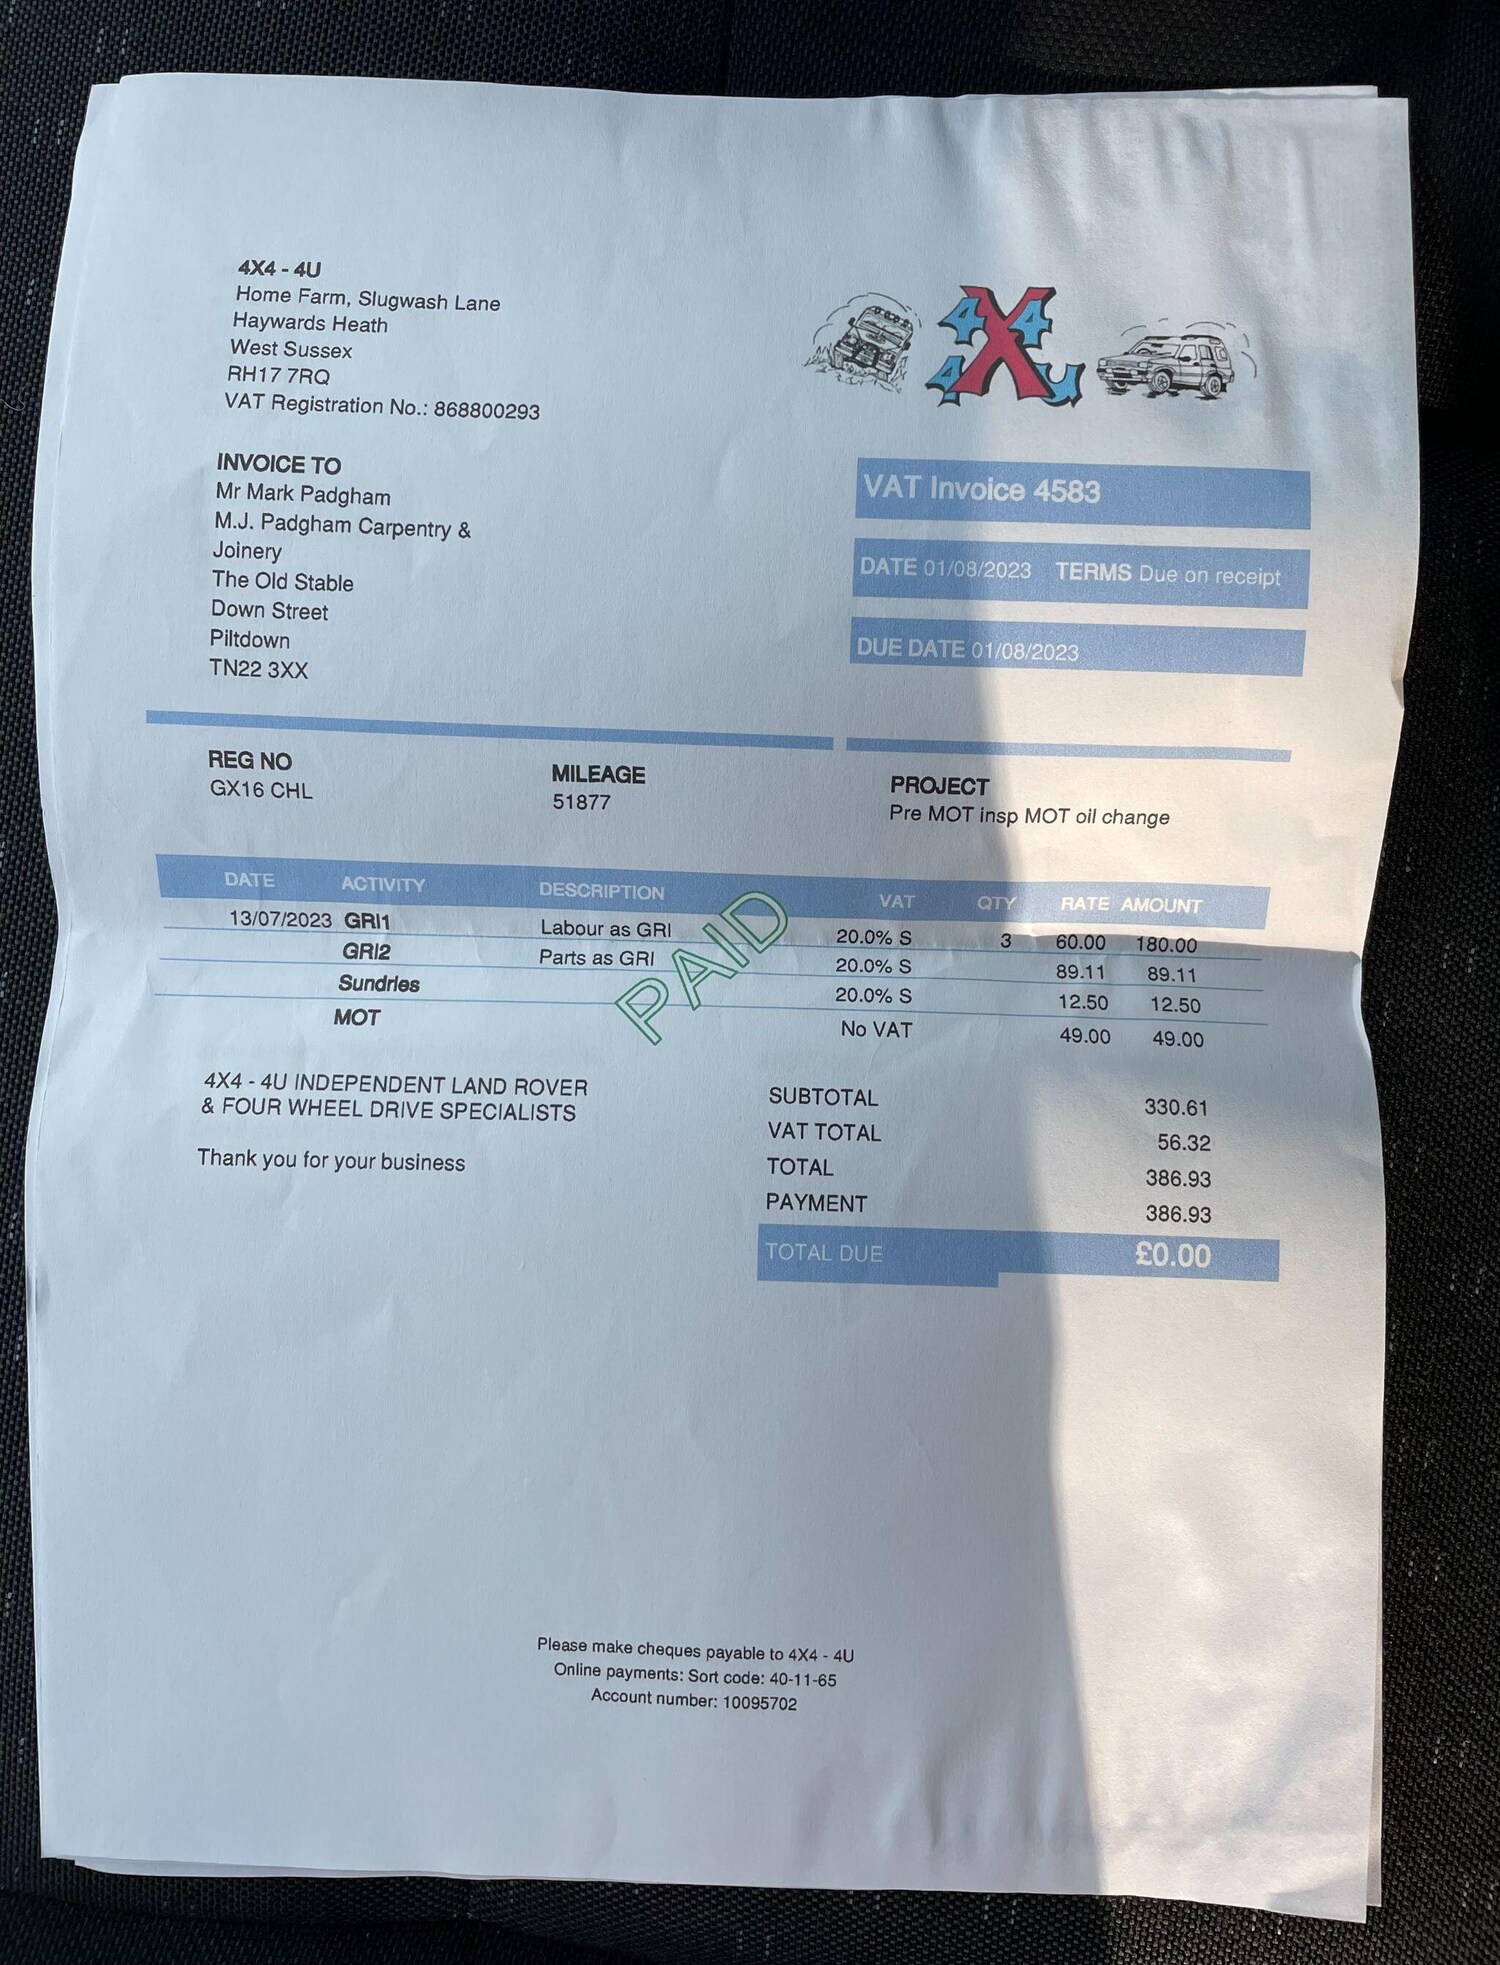 4X4 - 4U
Home Farm, Slugwash Lane
Haywards Heath
West Sussex
RH17 7RQ
VAT Registration No.: 868800293
4X4
4U
INVOICE TO
Mr Mark Padgham
M.J. Padgham Carpentry &
Joinery
The Old Stable
Down Street
Piltdown
TN22 3XX
VAT Invoice 4583
DATE 01/08/2023 TERMS Due on receipt
DUE DATE 01/08/2023
REG NO MILEAGE PROJECT
GX16 CHL 51877 Pre MOT insp MOT oil change
DATE ACTIVITY DESCRIPTION VAT QTY RATE AMOUNT
13/07/2023 GRI1 Labour as GRI 20.0% S 3 60.00 180.00
GRI2 Parts as GRI 20.0% S 89.11 89.11
Sundries 20.0% S 12.50 12.50
MOT No VAT 49.00 49.00
PAID
4X4 - 4U INDEPENDENT LAND ROVER
& FOUR WHEEL DRIVE SPECIALISTS
Thank you for your business
SUBTOTAL 330.61
VAT TOTAL 56.32
TOTAL 386.93
PAYMENT 386.93
TOTAL DUE £0.00
Please make cheques payable to 4X4 - 4U
Online payments: Sort code: 40-11-65
Account number: 10095702